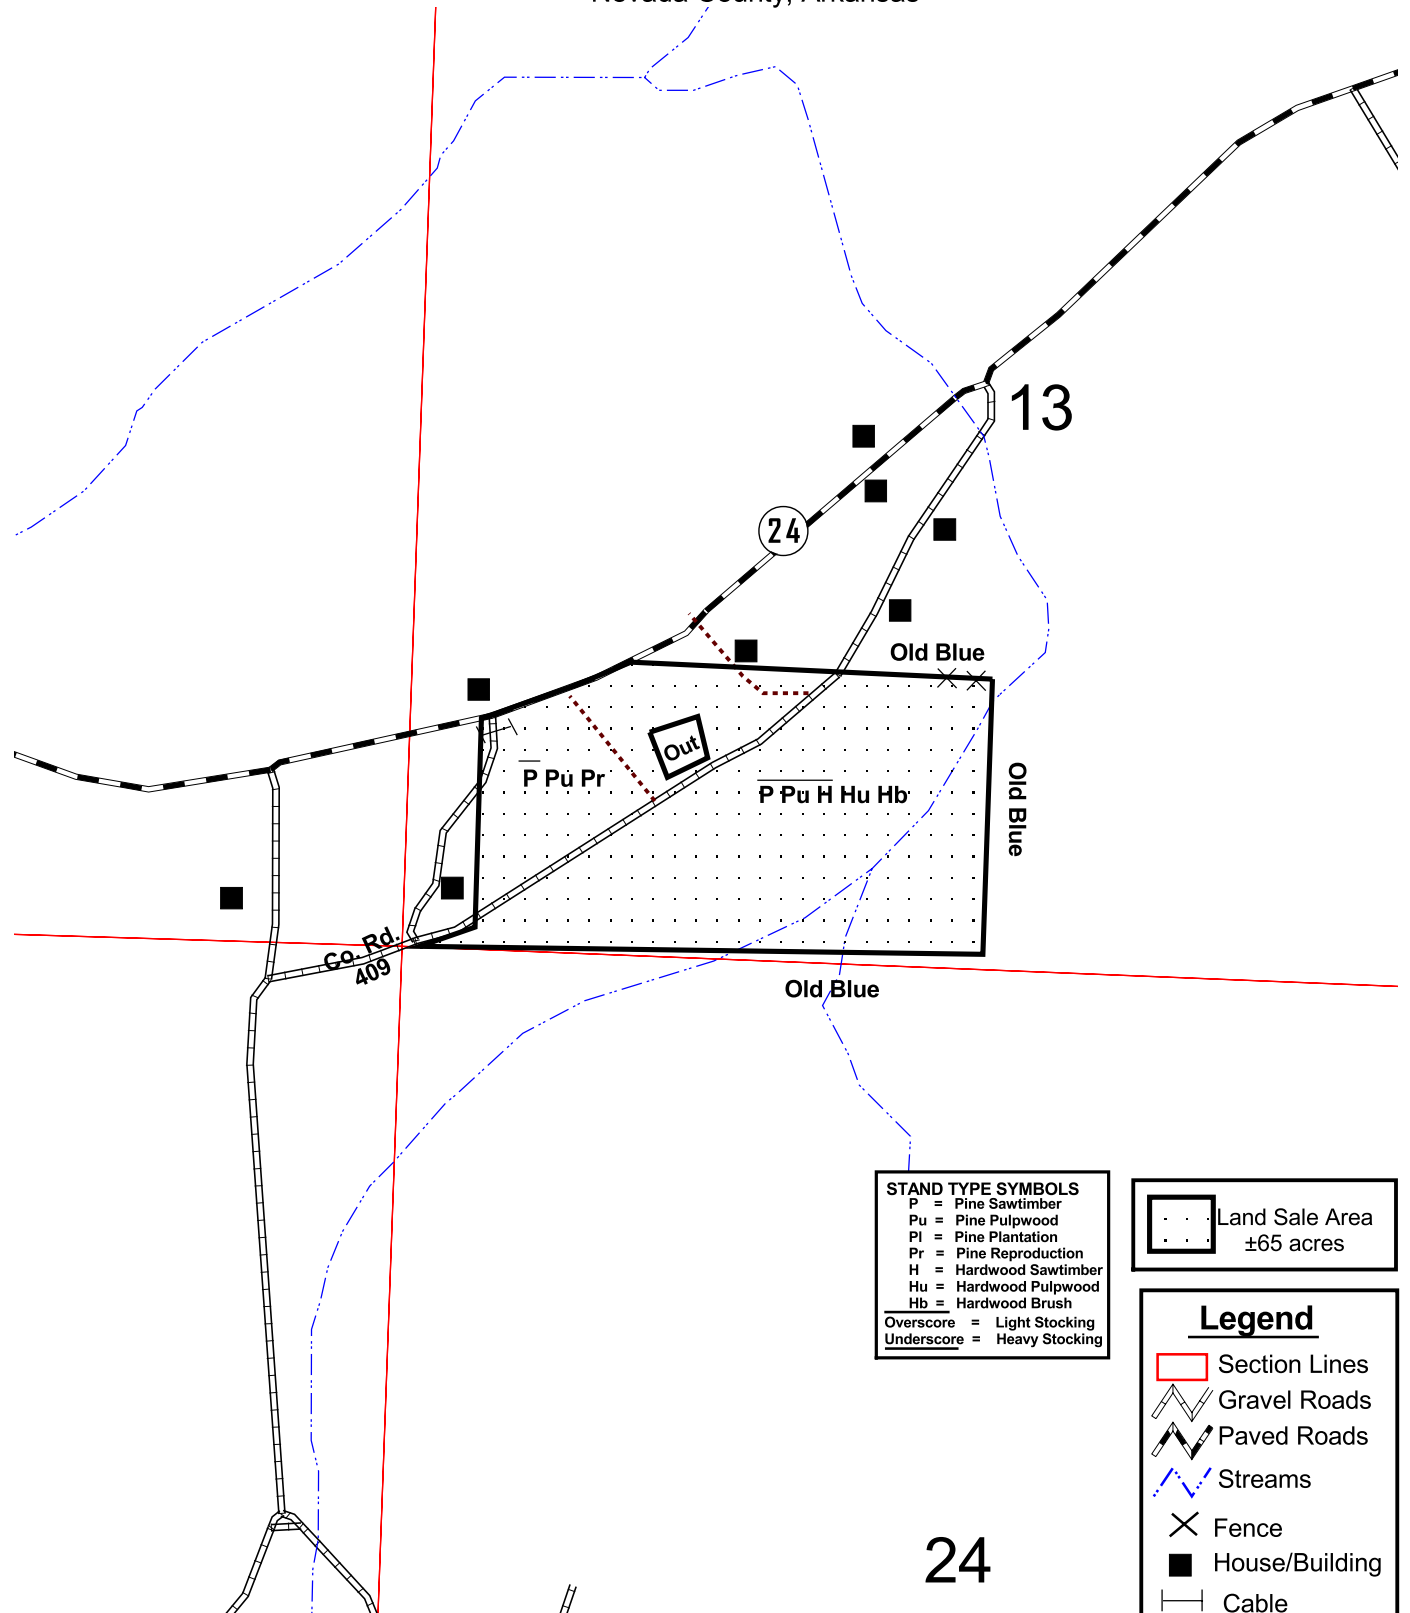 Nevada County, Arkansas
13
24
Old Blue
Out
P Pu Pr
P Pu H Hu Hb
Old Blue
Co. Rd.
409
Old Blue
STAND TYPE SYMBOLS
P = Pine Sawtimber
Pu = Pine Pulpwood
Pl = Pine Plantation
Pr = Pine Reproduction
H = Hardwood Sawtimber
Hu = Hardwood Pulpwood
Hb = Hardwood Brush
Overscore = Light Stocking
Underscore = Heavy Stocking
Land Sale Area
±65 acres
Legend
Section Lines
Gravel Roads
Paved Roads
Streams
Fence
House/Building
Cable
24